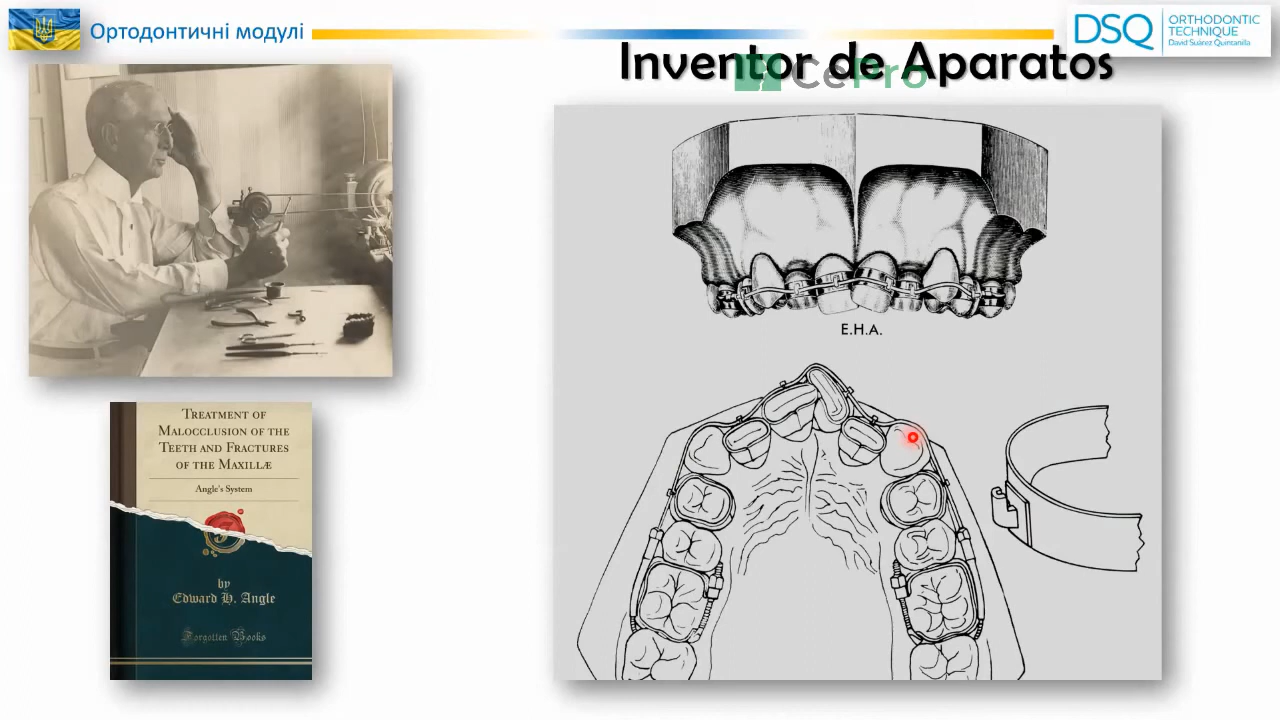 Ортодонтичні модулі
DSQ
ORTHODONTIC
TECHNIQUE
David Suárez Quintanilla
Inventor de Aparatos
CePro
E.H.A.
TREATMENT OF
MALOCCLUSION OF THE
TEETH AND FRACTURES
OF THE MAXILLÆ
Angle's System
by
Edward H. Angle
Forgotten Books